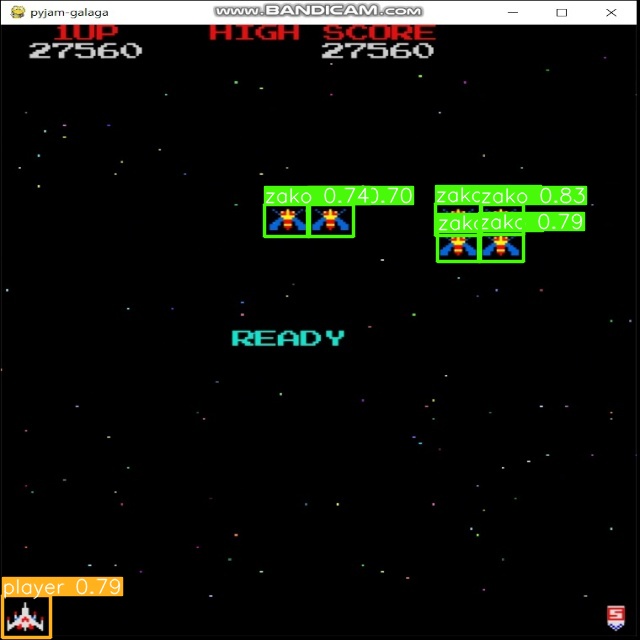 pyjam-galaga
www.BANDICAM.com
1UP HIGH SCORE
27560 27560
zako 0.74 0.70 zako 0.83
zako 0.79
READY
player 0.79
5